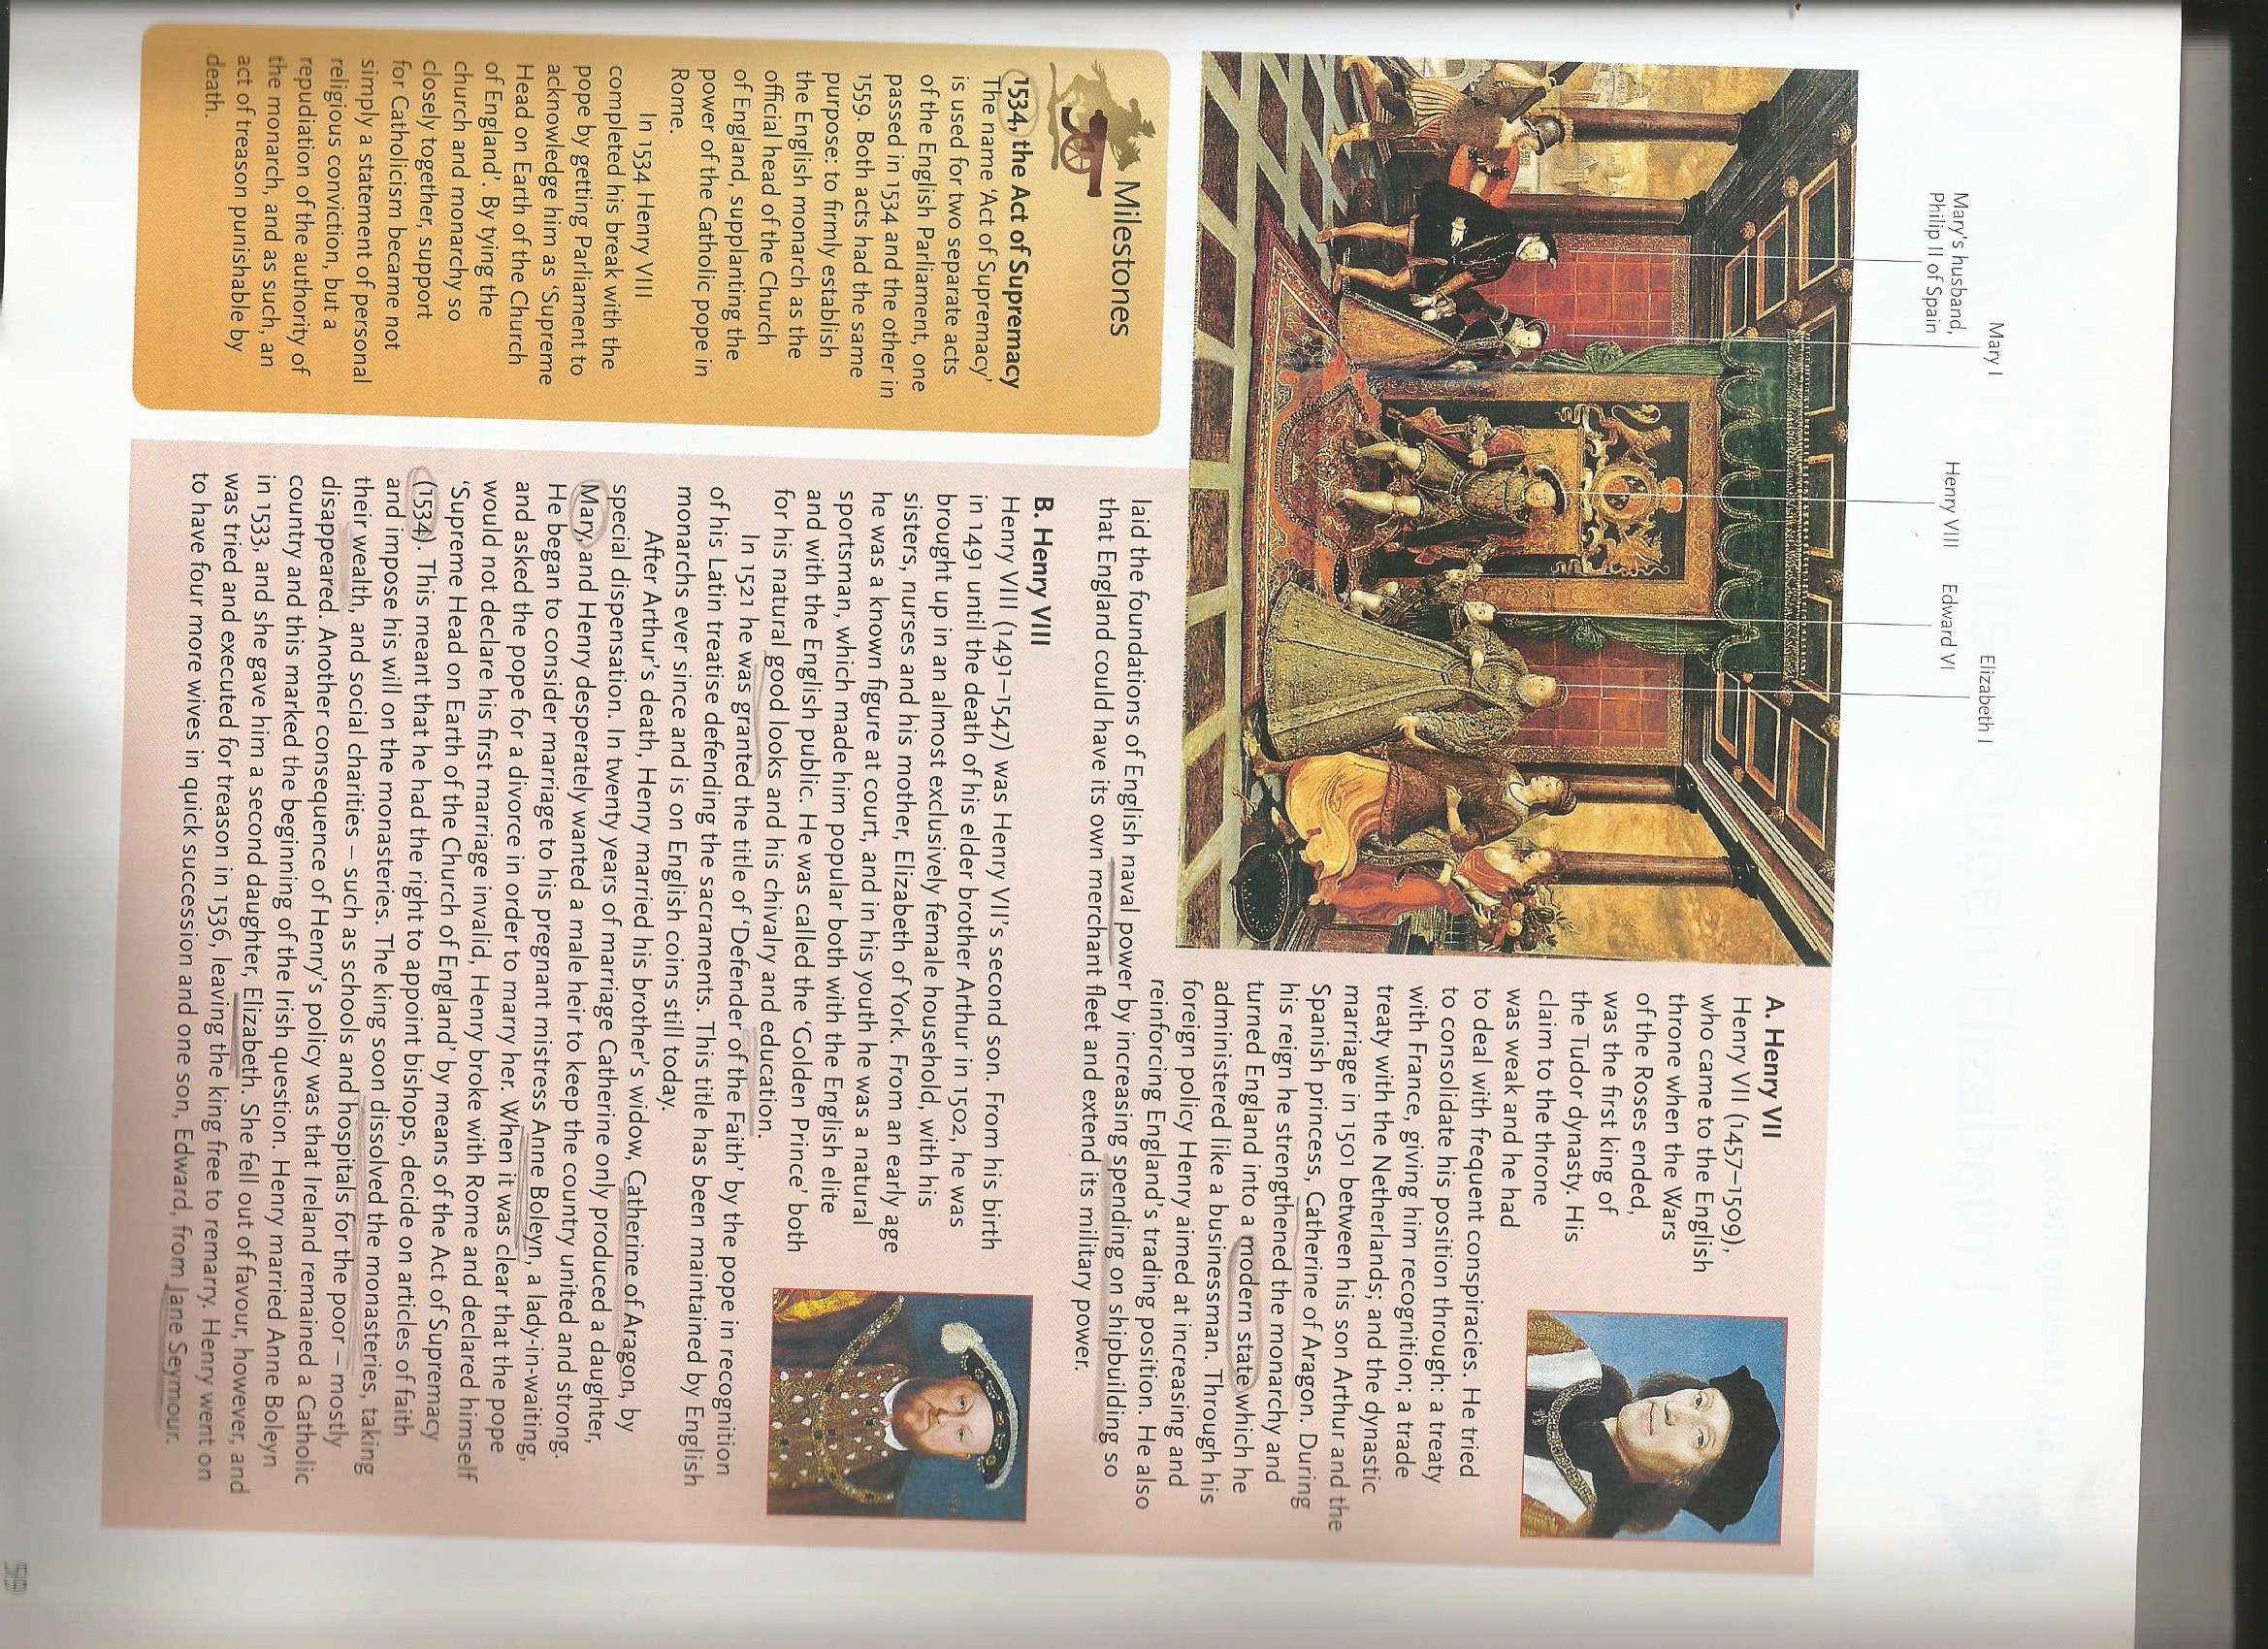 Mary I
Elizabeth I
Mary's husband,
Philip II of Spain
Henry VIII
Edward VI
A. Henry VII
Henry VII (1457–1509),
who came to the English
throne when the Wars
of the Roses ended,
was the first king of
the Tudor dynasty. His
claim to the throne
was weak and he had
to deal with frequent conspiracies. He tried
to consolidate his position through: a treaty
with France, giving him recognition; a trade
treaty with the Netherlands; and the dynastic
marriage in 1501 between his son Arthur and the
Spanish princess, Catherine of Aragon. During
his reign he strengthened the monarchy and
turned England into a modern state which he
administered like a businessman. Through his
foreign policy Henry aimed at increasing and
reinforcing England's trading position. He also
laid the foundations of English naval power by increasing spending on shipbuilding so
that England could have its own merchant fleet and extend its military power.
B. Henry VIII
Henry VIII (1491–1547) was Henry VII's second son. From his birth
in 1491 until the death of his elder brother Arthur in 1502, he was
brought up in an almost exclusively female household, with his
sisters, nurses and his mother, Elizabeth of York. From an early age
he was a known figure at court, and in his youth he was a natural
sportsman, which made him popular both with the English elite
and with the English public. He was called the 'Golden Prince' both
for his natural good looks and his chivalry and education.
In 1521 he was granted the title of 'Defender of the Faith' by the pope in recognition
of his Latin treatise defending the sacraments. This title has been maintained by English
monarchs ever since and is on English coins still today.
After Arthur's death, Henry married his brother's widow, Catherine of Aragon, by
special dispensation. In twenty years of marriage Catherine only produced a daughter,
Mary, and Henry desperately wanted a male heir to keep the country united and strong.
He began to consider marriage to his pregnant mistress Anne Boleyn, a lady-in-waiting,
and asked the pope for a divorce in order to marry her. When it was clear that the pope
would not declare his first marriage invalid, Henry broke with Rome and declared himself
'Supreme Head on Earth of the Church of England' by means of the Act of Supremacy
(1534). This meant that he had the right to appoint bishops, decide on articles of faith
and impose his will on the monasteries. The king soon dissolved the monasteries, taking
their wealth, and social charities – such as schools and hospitals for the poor – mostly
disappeared. Another consequence of Henry's policy was that Ireland remained a Catholic
country and this marked the beginning of the Irish question. Henry married Anne Boleyn
in 1533, and she gave him a second daughter, Elizabeth. She fell out of favour, however, and
was tried and executed for treason in 1536, leaving the king free to remarry. Henry went on
to have four more wives in quick succession and one son, Edward, from Jane Seymour.
Milestones
1534, the Act of Supremacy
The name 'Act of Supremacy'
is used for two separate acts
of the English Parliament, one
passed in 1534 and the other in
1559. Both acts had the same
purpose: to firmly establish
the English monarch as the
official head of the Church
of England, supplanting the
power of the Catholic pope in
Rome.
In 1534 Henry VIII
completed his break with the
pope by getting Parliament to
acknowledge him as 'Supreme
Head on Earth of the Church
of England'. By tying the
church and monarchy so
closely together, support
for Catholicism became not
simply a statement of personal
religious conviction, but a
repudiation of the authority of
the monarch, and as such, an
act of treason punishable by
death.
59